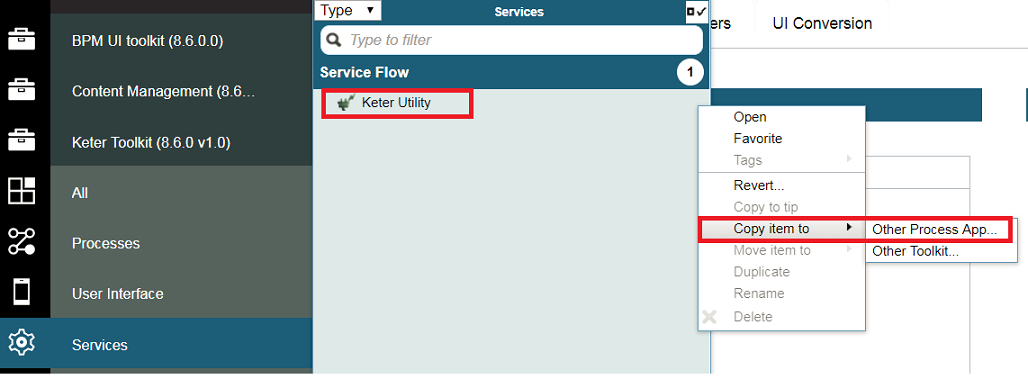 BPM UI toolkit (8.6.0.0)
Content Management (8.6...
Keter Toolkit (8.6.0 v1.0)
All
Processes
User Interface
Services
Type
Services
Type to filter
Service Flow
1
Keter Utility
ers
UI Conversion
Open
Favorite
Tags
Revert...
Copy to tip
Copy item to
Move item to
Duplicate
Rename
Delete
Other Process App...
Other Toolkit...